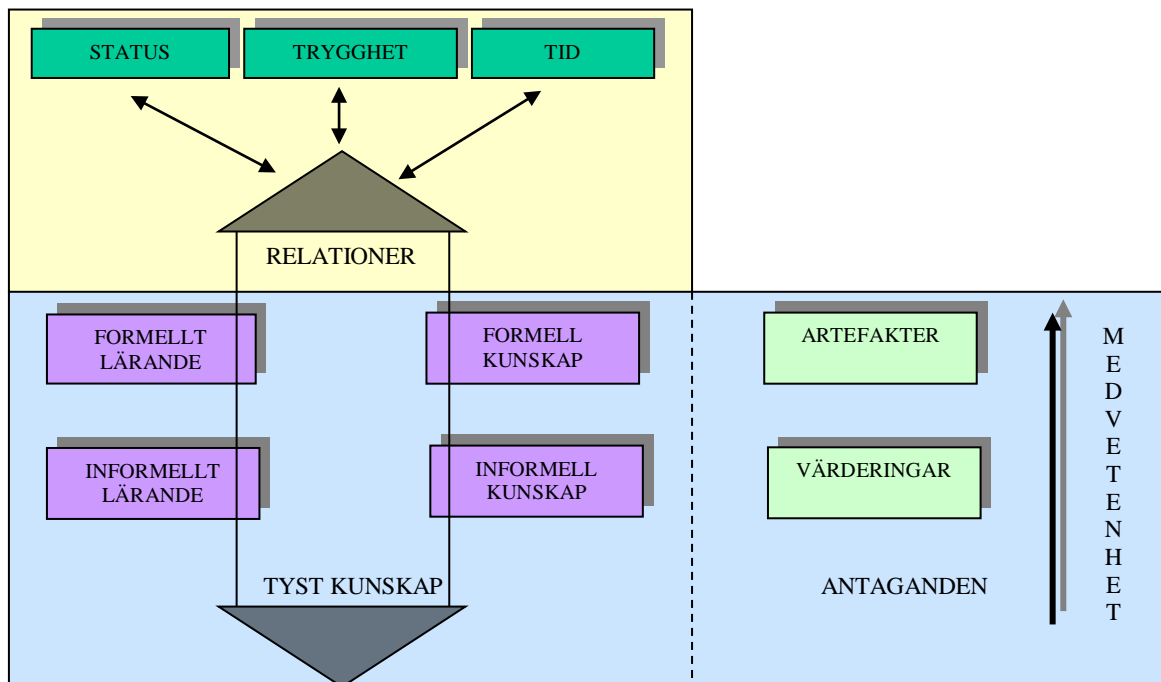 STATUS
TRYGGHET
TID
RELATIONER
FORMELLT
LÄRANDE
FORMELL
KUNSKAP
ARTEFAKTER
INFORMELLT
LÄRANDE
INFORMELL
KUNSKAP
VÄRDERINGAR
TYST KUNSKAP
ANTAGANDEN
M
E
D
V
E
T
E
N
H
E
T